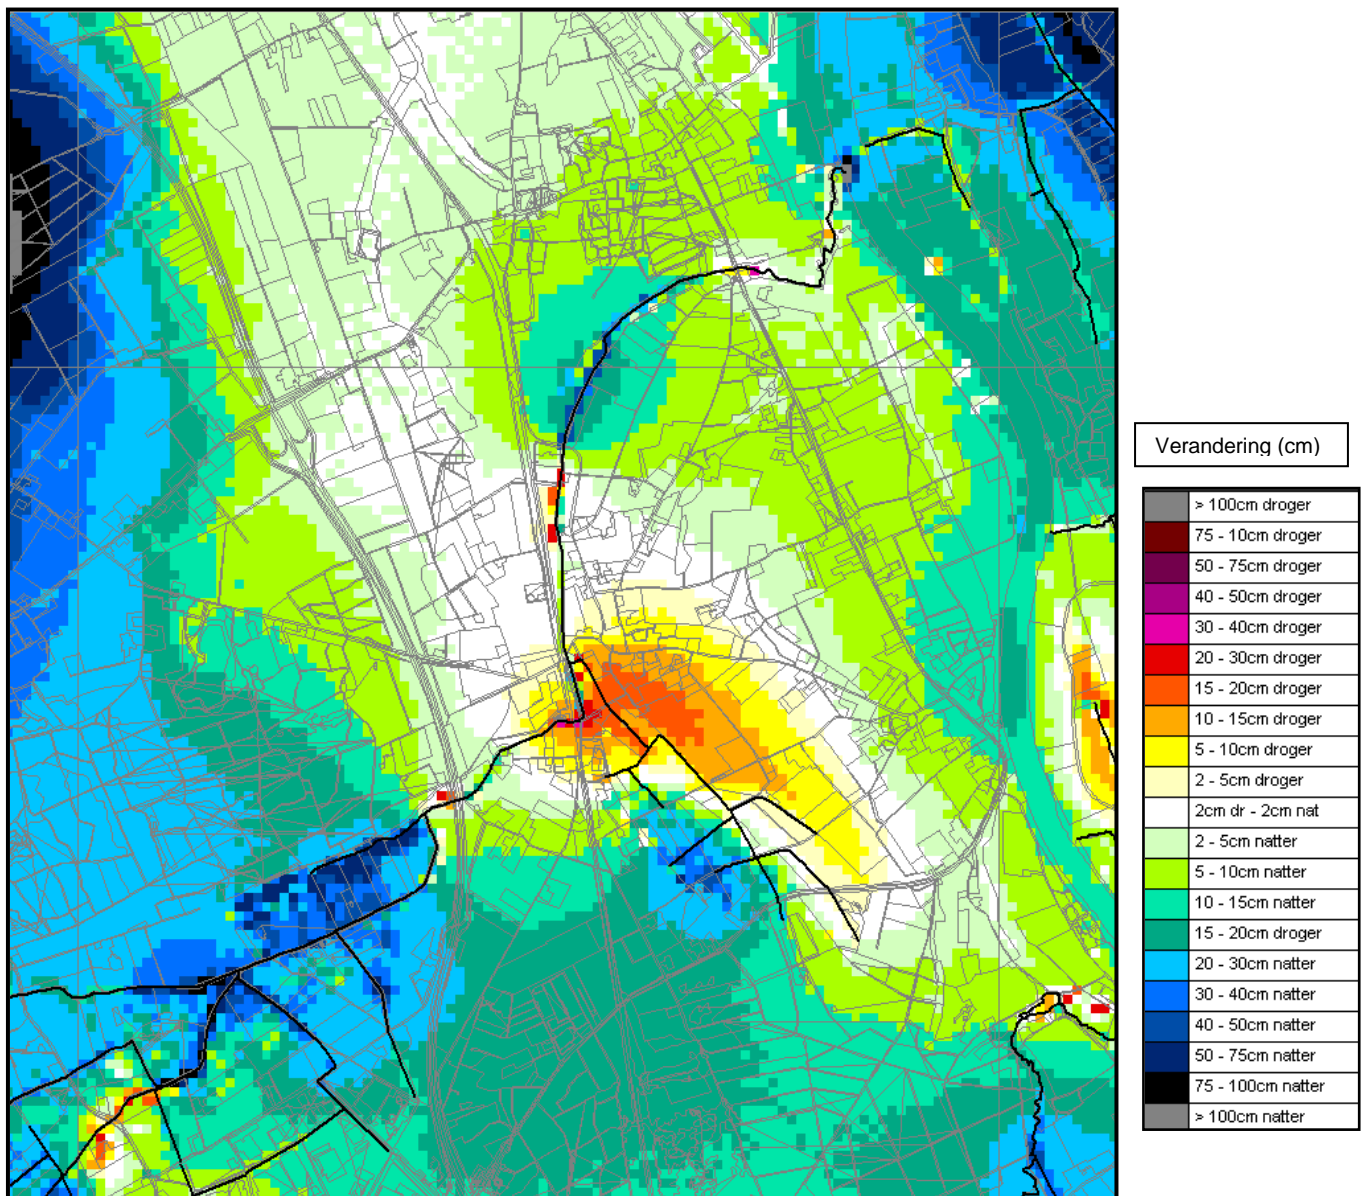 Verandering (cm)
> 100cm droger
75 - 10cm droger
50 - 75cm droger
40 - 50cm droger
30 - 40cm droger
20 - 30cm droger
15 - 20cm droger
10 - 15cm droger
5 - 10cm droger
2 - 5cm droger
2cm dr - 2cm nat
2 - 5cm natter
5 - 10cm natter
10 - 15cm natter
15 - 20cm droger
20 - 30cm natter
30 - 40cm natter
40 - 50cm natter
50 - 75cm natter
75 - 100cm natter
> 100cm natter